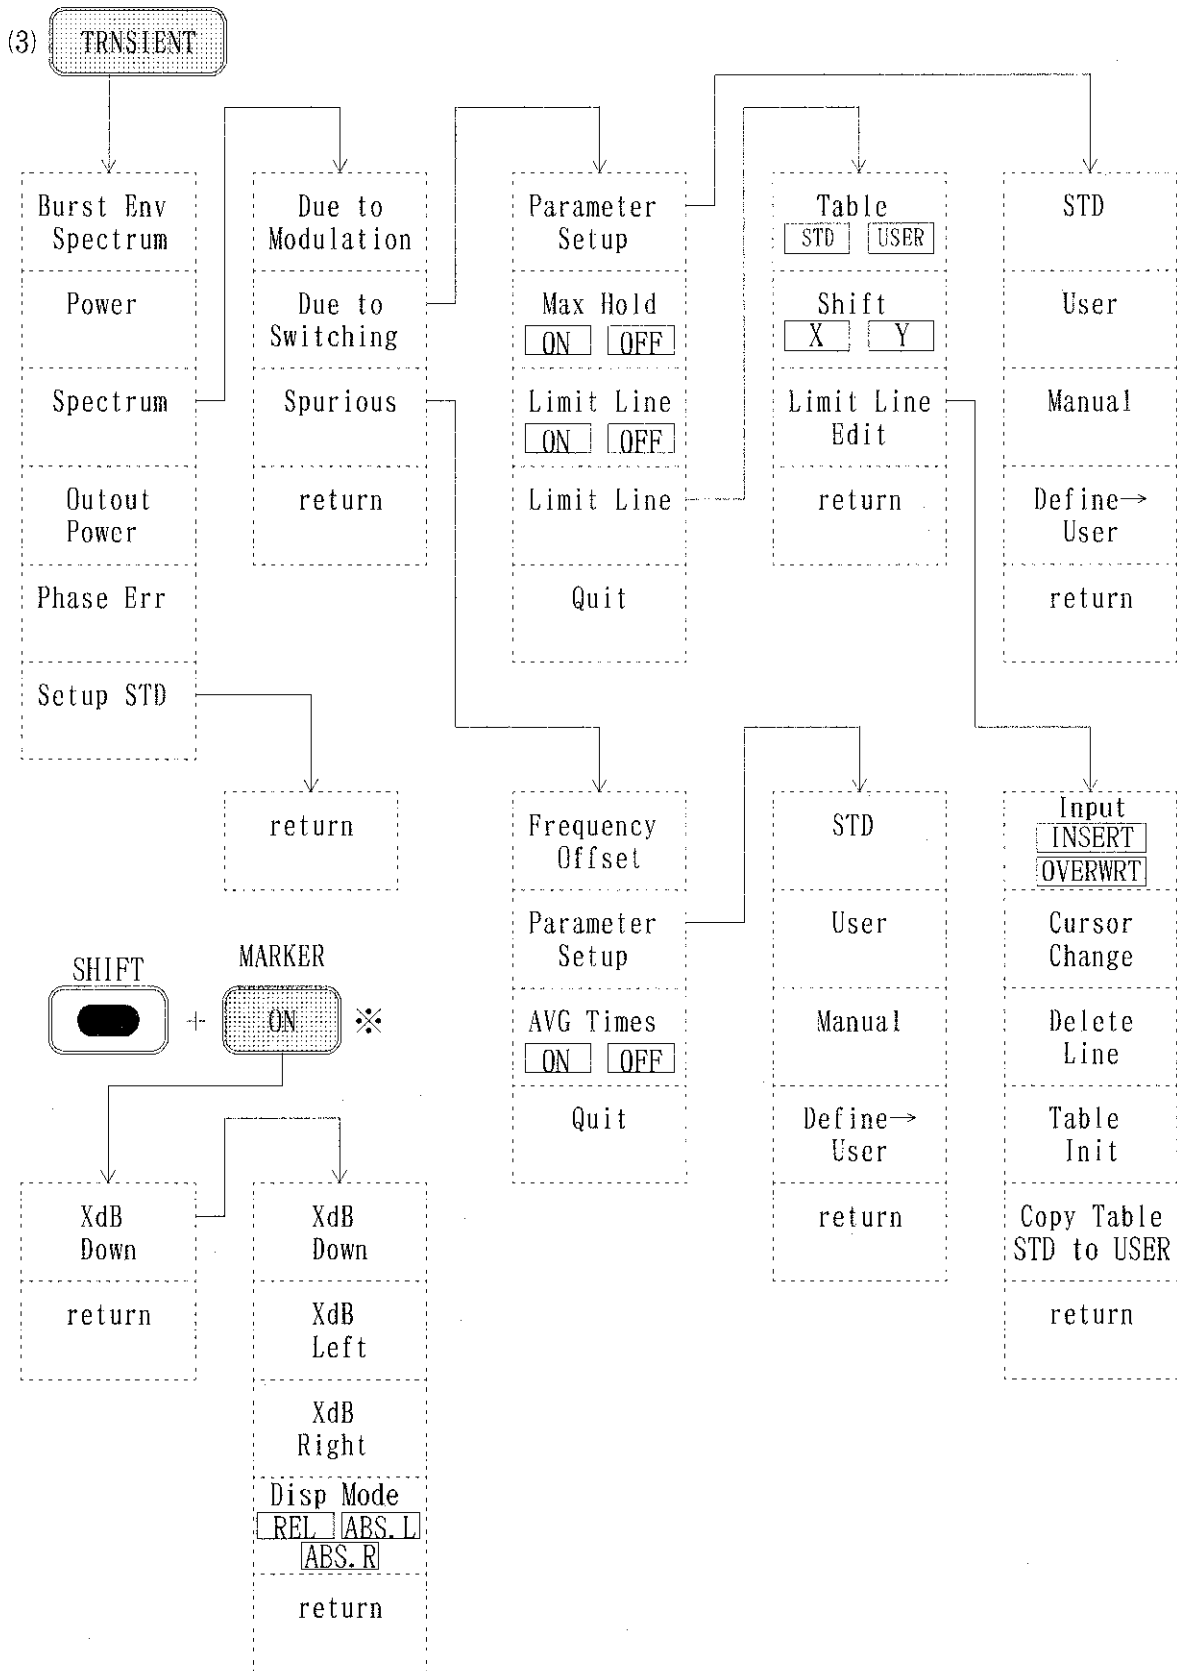 (3) TRNSIENT
Burst Env
Spectrum
Power
Spectrum
Outout
Power
Phase Err
Setup STD
Due to
Modulation
Due to
Switching
Spurious
return
Parameter
Setup
Max Hold
ON OFF
Limit Line
ON OFF
Limit Line
Quit
Table
STD USER
Shift
X Y
Limit Line
Edit
return
STD
User
Manual
Define→
User
return
return
Frequency
Offset
Parameter
Setup
AVG Times
ON OFF
Quit
STD
User
Manual
Define→
User
return
Input
INSERT
OVERWRT
Cursor
Change
Delete
Line
Table
Init
Copy Table
STD to USER
return
SHIFT MARKER
+ ON ※
XdB
Down
return
XdB
Down
XdB
Left
XdB
Right
Disp Mode
REL ABS.L
ABS.R
return